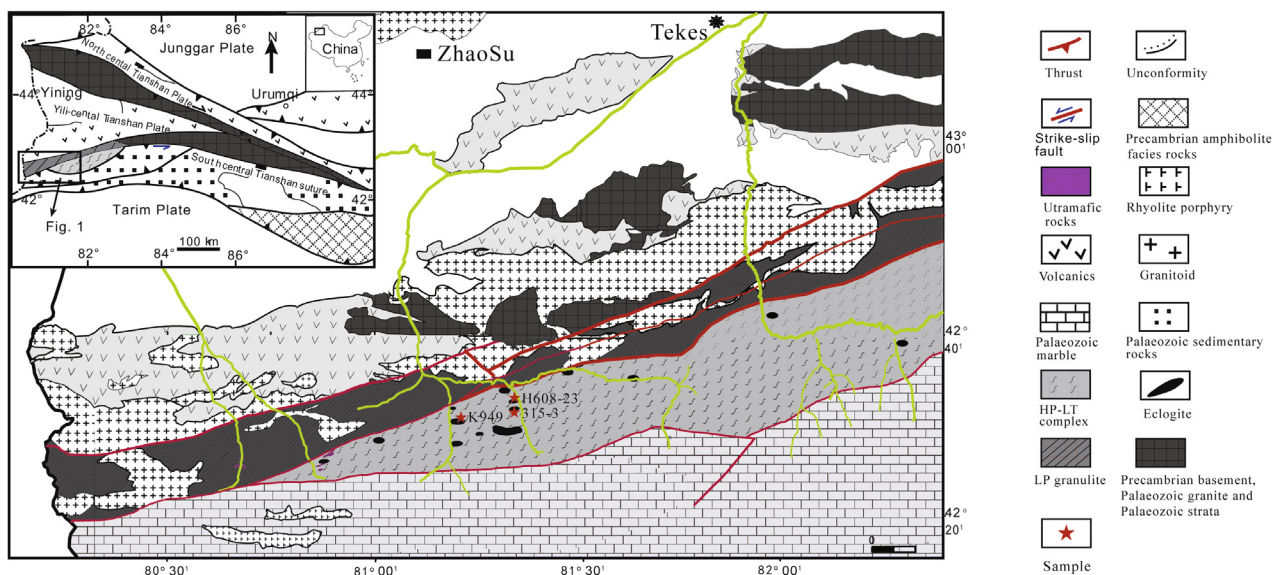 82° 86°
Junggar Plate
N
China
North central Tianshan Plate
44°
Yining
Urumqi
44°
Yili-cental Tianshan Plate
South central Tianshan suture
42°
42°
Tarim Plate
Fig. 1
100 km
82° 84° 86°
Tekes
ZhaoSu
43°
00'
42°
40'
42°
20'
H608-23
315-3
K949
0
80°30' 81°00' 81°30' 82°00'
Thrust
Unconformity
Strike-slip
fault
Precambrian amphibolite
facies rocks
Utramafic
rocks
Rhyolite porphyry
Volcanics
Granitoid
Palaeozoic
marble
Palaeozoic sedimentary
rocks
HP-LT
complex
Eclogite
LP granulite
Precambrian basement,
Palaeozoic granite and
Palaeozoic strata
Sample